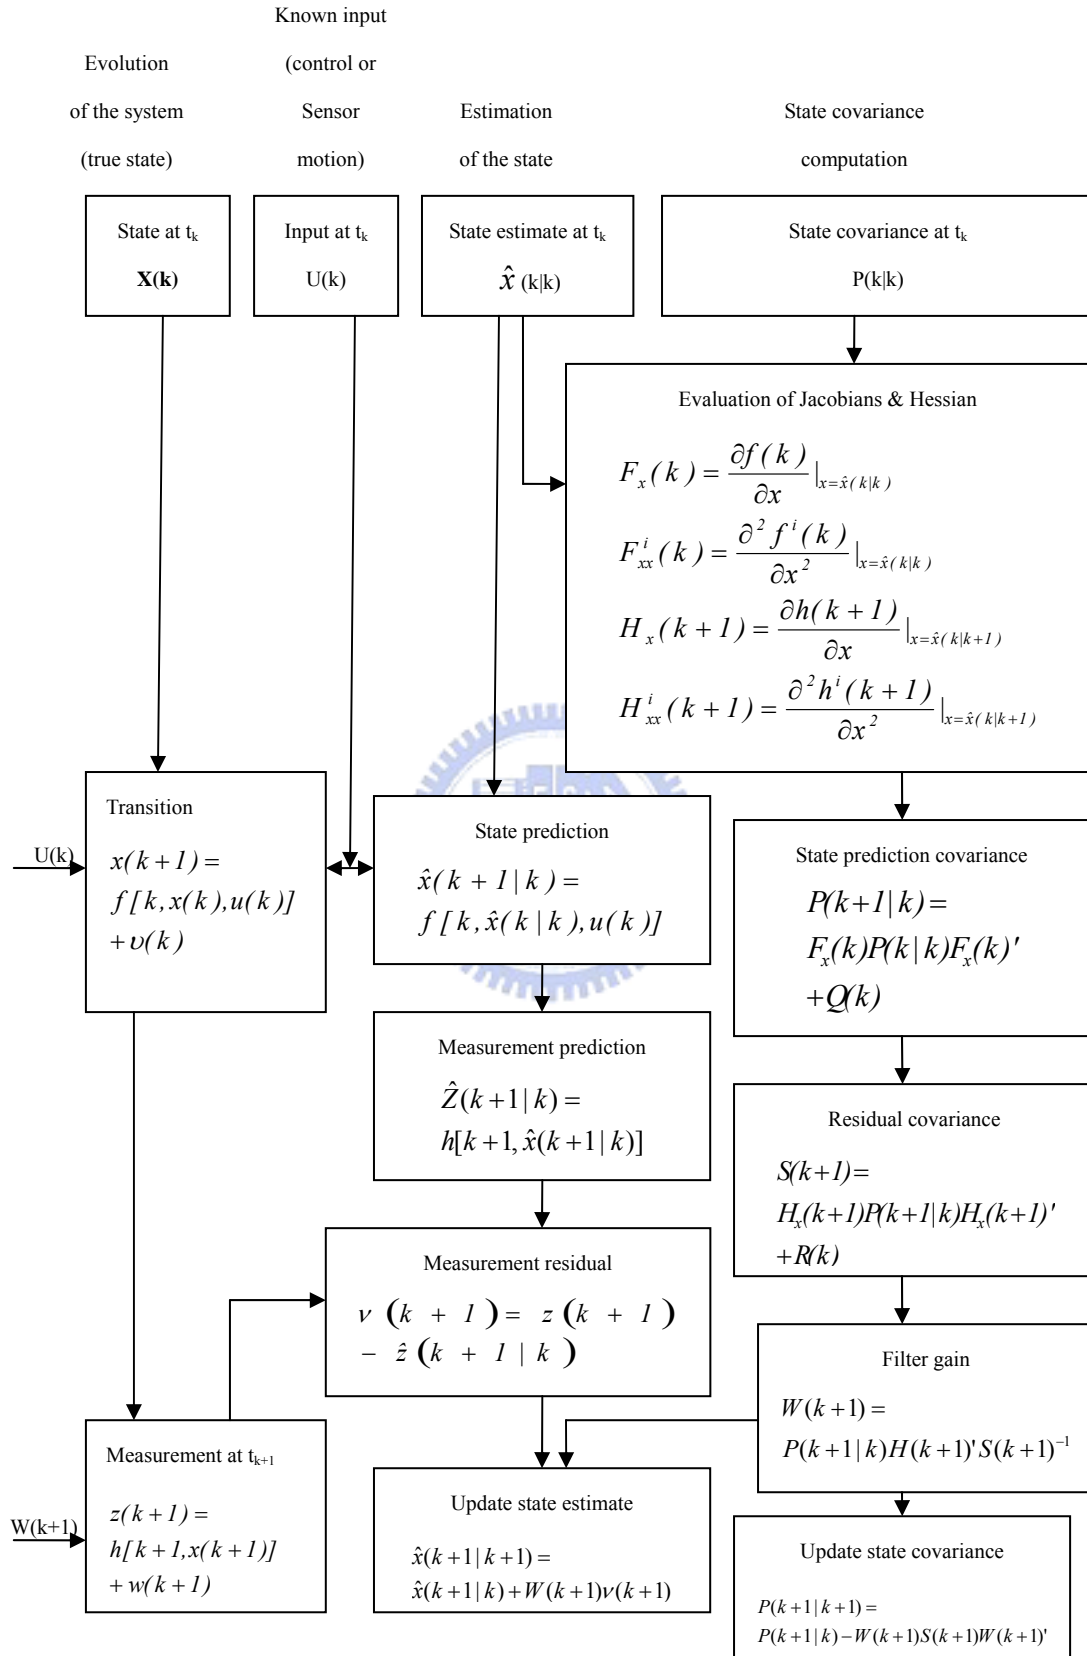 Known input
Evolution (control or
of the system Sensor Estimation State covariance
(true state) motion) of the state computation
State at tₖ
X(k)
Input at tₖ
U(k)
State estimate at tₖ
x̂ (k|k)
State covariance at tₖ
P(k|k)
Evaluation of Jacobians & Hessian
F_x(k) = ∂f(k)/∂x |_{x=x̂(k|k)}
F^i_{xx}(k) = ∂²f^i(k)/∂x² |_{x=x̂(k|k)}
H_x(k+1) = ∂h(k+1)/∂x |_{x=x̂(k|k+1)}
H^i_{xx}(k+1) = ∂²h^i(k+1)/∂x² |_{x=x̂(k|k+1)}
U(k)
Transition
x(k+1) =
f[k,x(k),u(k)]
+υ(k)
State prediction
x̂(k+1|k) =
f[k,x̂(k|k),u(k)]
State prediction covariance
P(k+1|k) =
F_x(k)P(k|k)F_x(k)'
+Q(k)
Measurement prediction
Ẑ(k+1|k) =
h[k+1,x̂(k+1|k)]
Residual covariance
S(k+1)=
H_x(k+1)P(k+1|k)H_x(k+1)'
+R(k)
Measurement residual
ν (k + 1) = z (k + 1)
− ẑ (k + 1 | k)
Filter gain
W(k+1) =
P(k+1|k)H(k+1)'S(k+1)⁻¹
W(k+1)
Measurement at tₖ₊₁
z(k+1) =
h[k+1,x(k+1)]
+w(k+1)
Update state estimate
x̂(k+1|k+1) =
x̂(k+1|k)+W(k+1)ν(k+1)
Update state covariance
P(k+1|k+1) =
P(k+1|k)−W(k+1)S(k+1)W(k+1)'